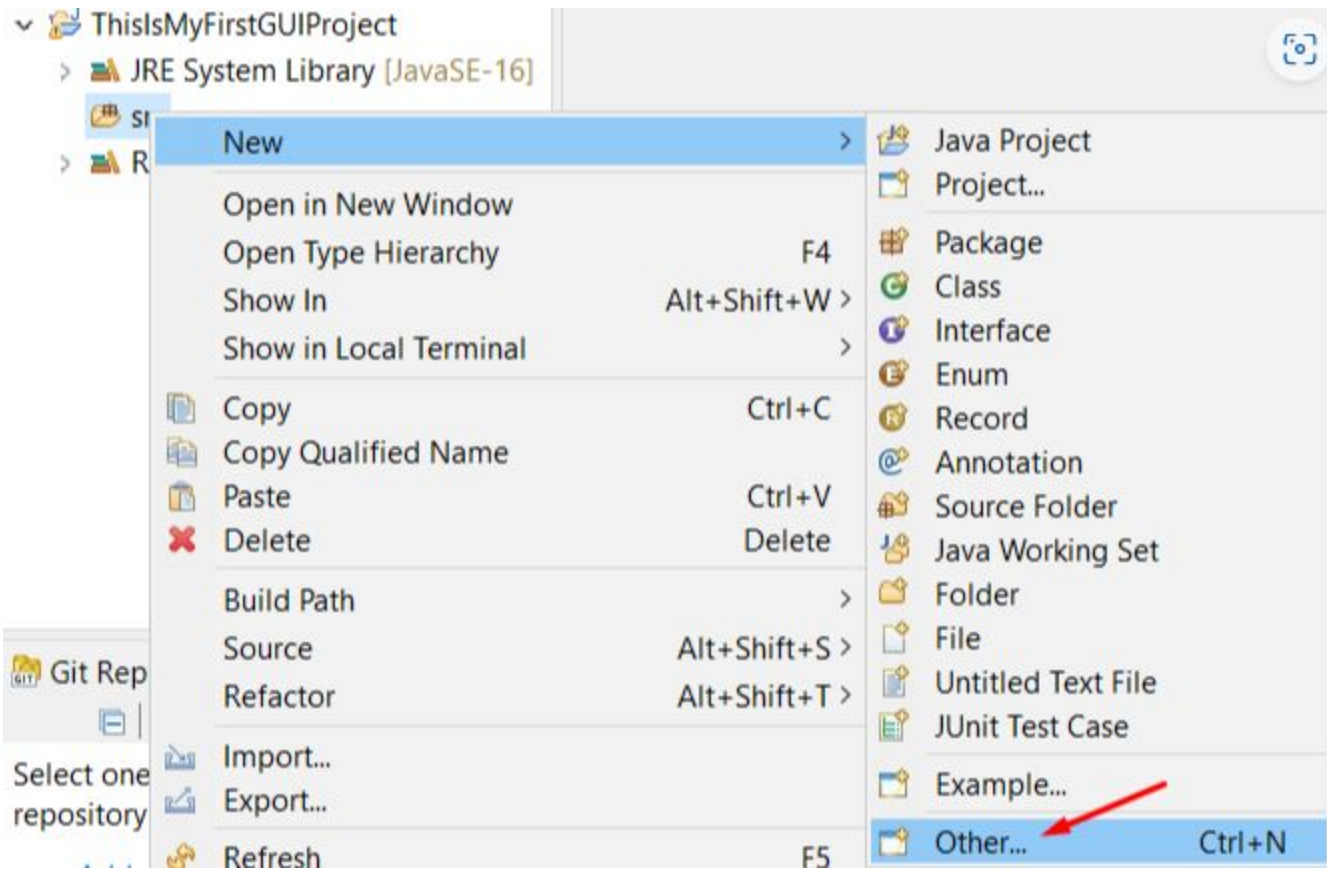 ThisIsMyFirstGUIProject
JRE System Library [JavaSE-16]
New
Open in New Window
Open Type Hierarchy F4
Show In Alt+Shift+W >
Show in Local Terminal >
Copy Ctrl+C
Copy Qualified Name
Paste Ctrl+V
Delete Delete
Build Path >
Source Alt+Shift+S >
Refactor Alt+Shift+T >
Import...
Export...
Refresh F5
Java Project
Project...
Package
Class
Interface
Enum
Record
Annotation
Source Folder
Java Working Set
Folder
File
Untitled Text File
JUnit Test Case
Example...
Other... Ctrl+N
GIT Git Rep
Select one
repository